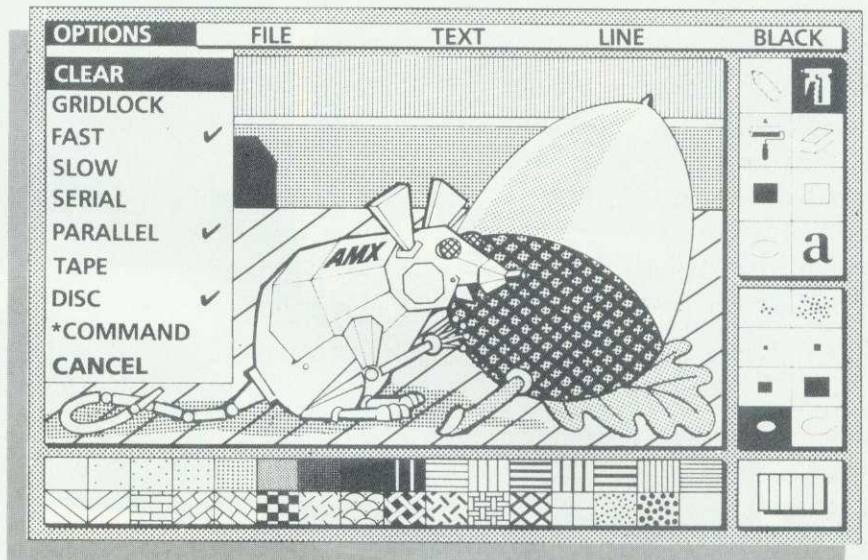 OPTIONS FILE TEXT LINE BLACK
CLEAR
GRIDLOCK
FAST ✔
SLOW
SERIAL
PARALLEL ✔
TAPE
DISC ✔
*COMMAND
CANCEL
AMX
a